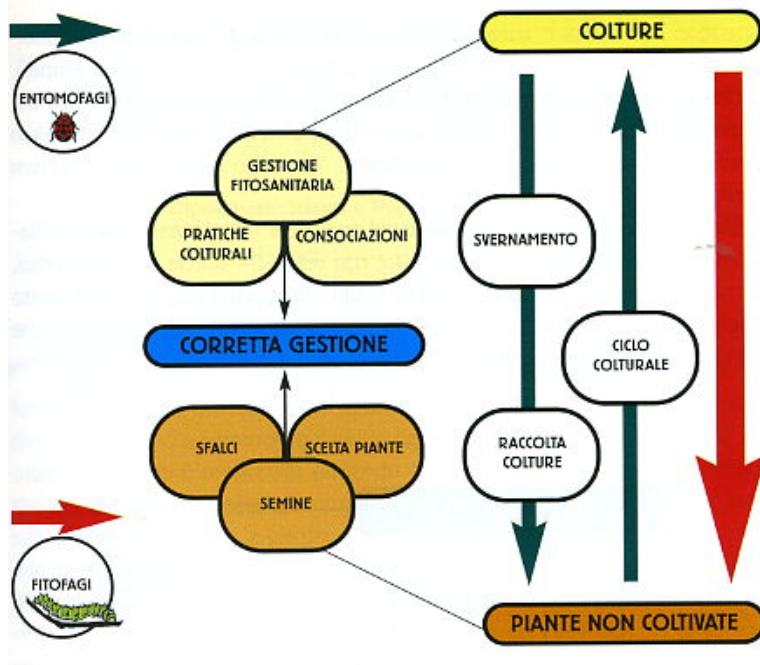 COLTURE
ENTOMOFAGI
GESTIONE
FITOSANITARIA
PRATICHE
COLTURALI
CONSOCIAZIONI
SVERNAMENTO
CORRETTA GESTIONE
CICLO
COLTURALE
SFALCI
SCELTA PIANTE
RACCOLTA
COLTURE
SEMINE
FITOFAGI
PIANTE NON COLTIVATE